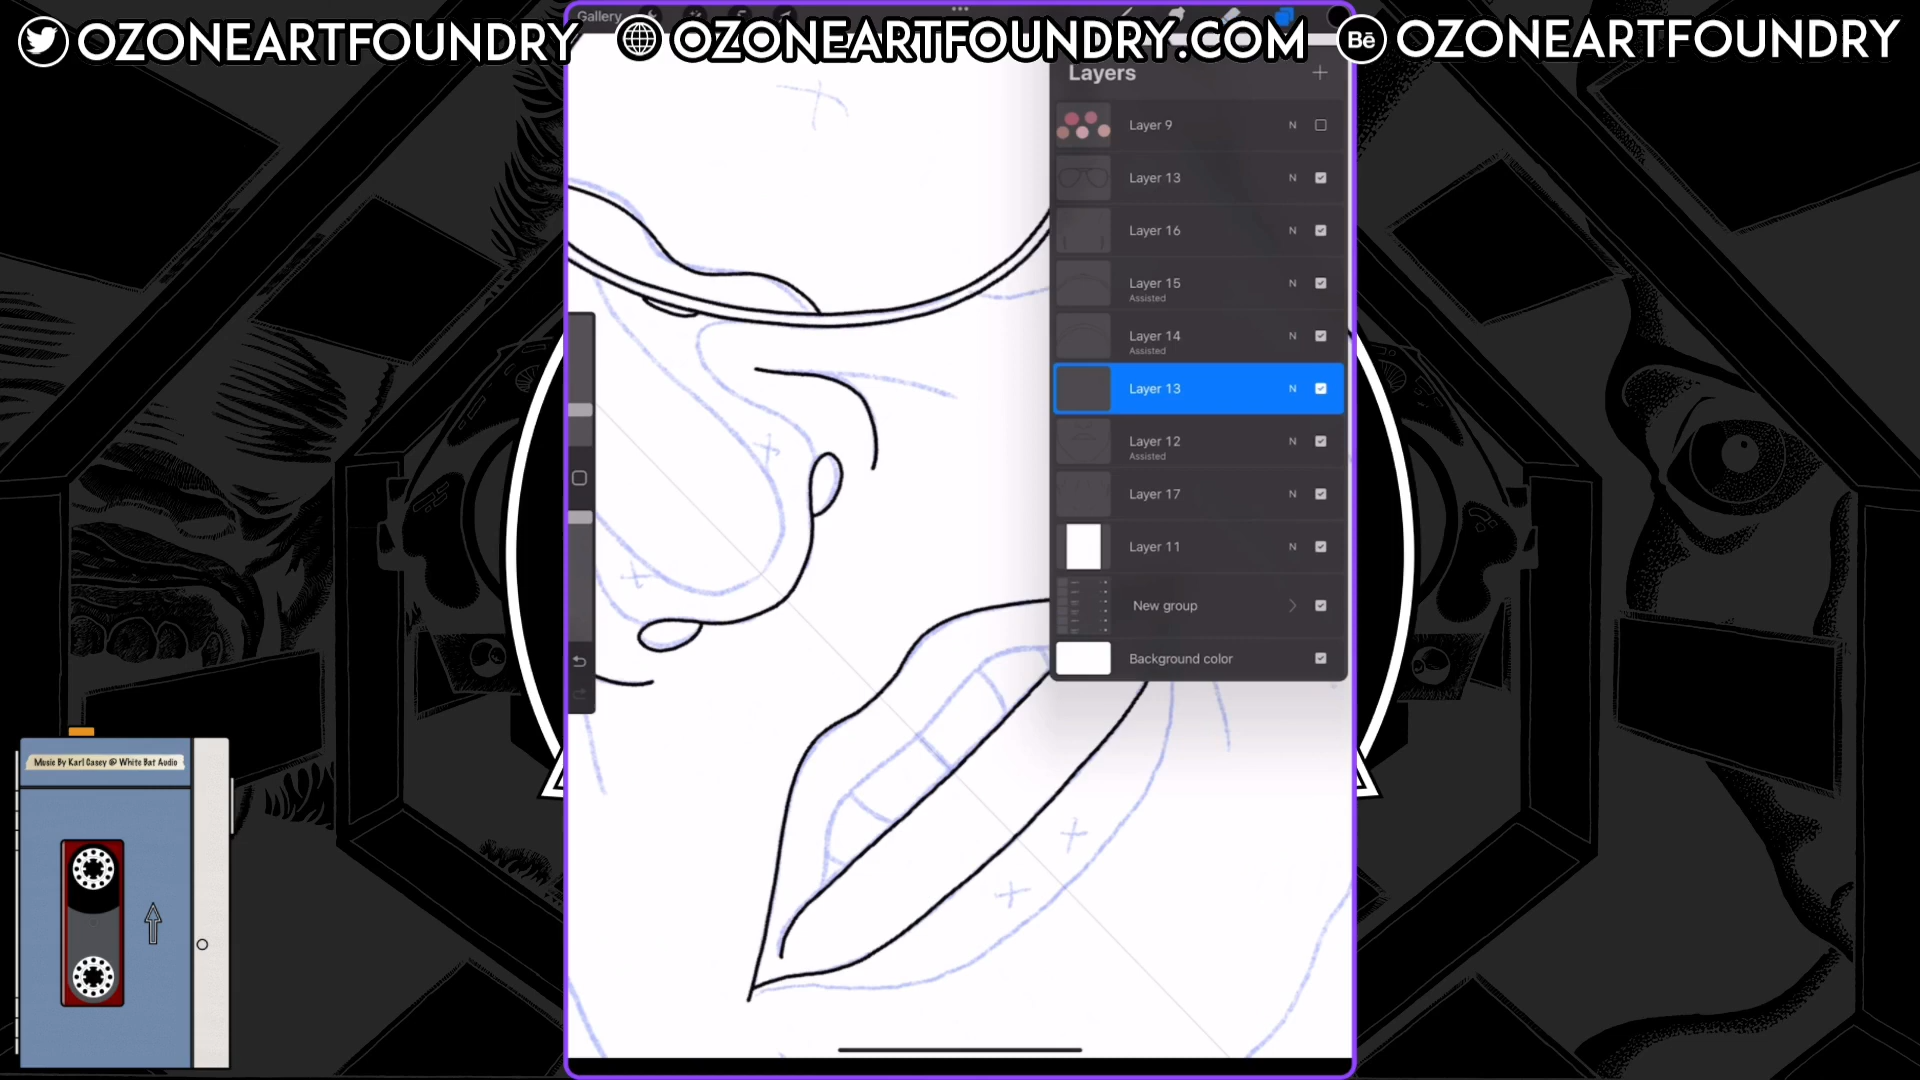 OZONEARTFOUNDRY
OZONEARTFOUNDRY.COM
Bē OZONEARTFOUNDRY
Gallery
Layers
Layer 9 N
Layer 13 N
Layer 16 N
Layer 15 N
Assisted
Layer 14 N
Assisted
Layer 13 N
Layer 12 N
Assisted
Layer 17 N
Layer 11 N
New group
Background color
Music By Karl Casey @ White Bat Audio